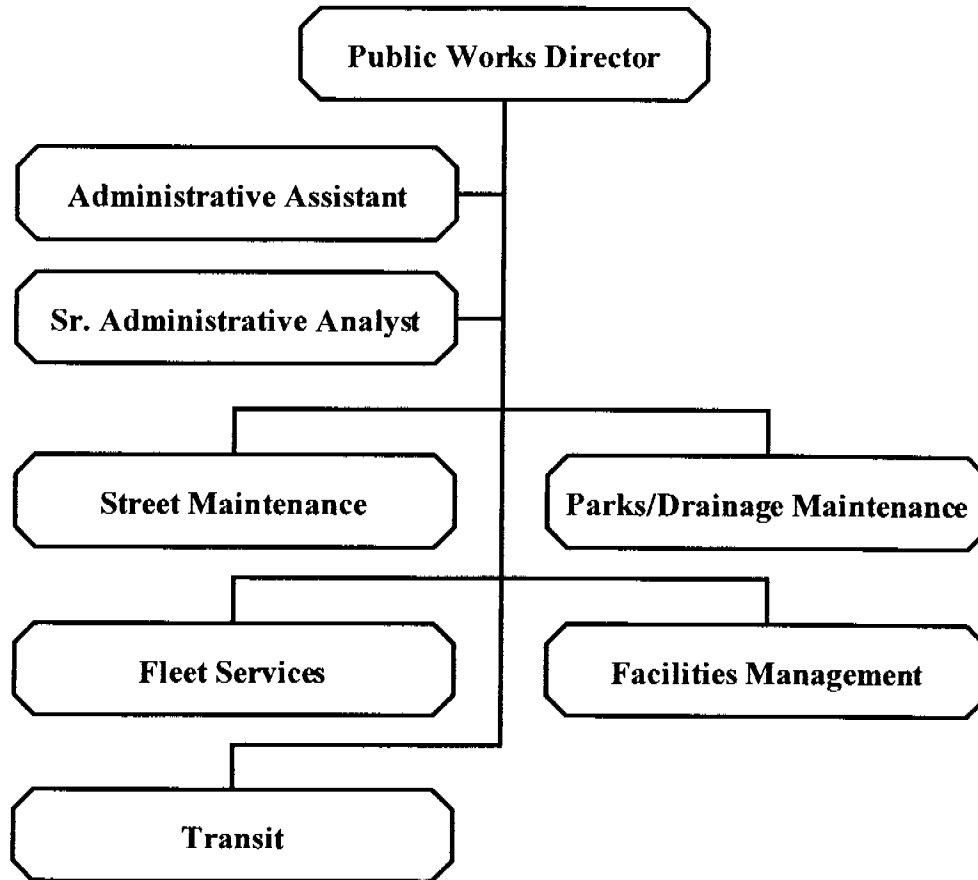 Public Works Director
Administrative Assistant
Sr. Administrative Analyst
Street Maintenance
Parks/Drainage Maintenance
Fleet Services
Facilities Management
Transit